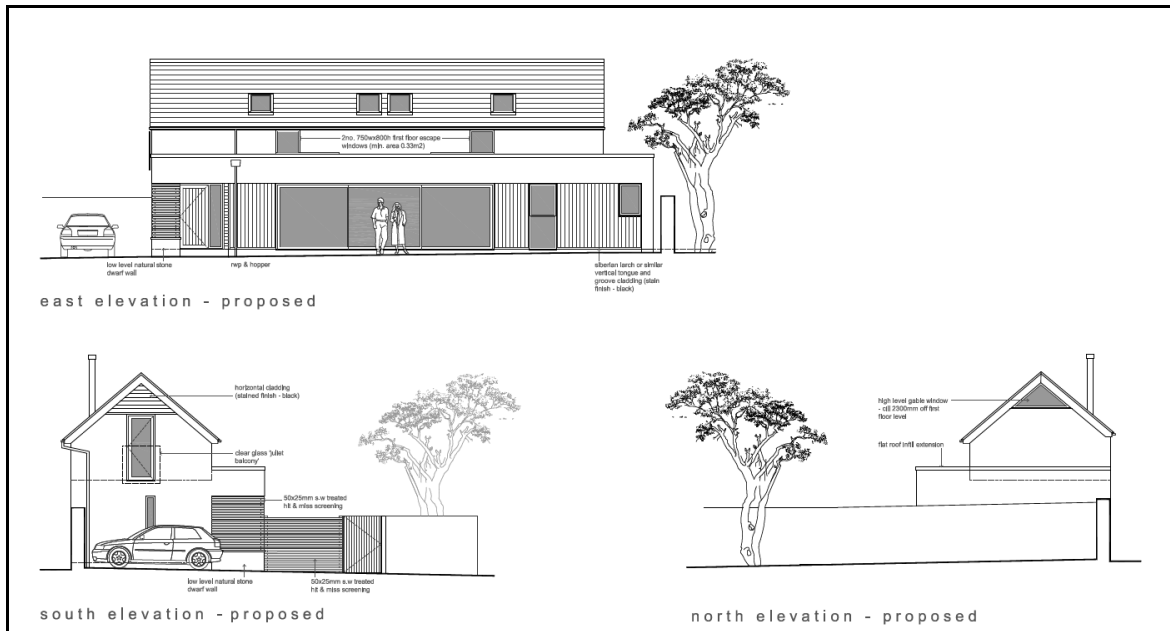 2no. 750wx800h first floor escape
windows (min. area 0.33m2)
low level natural stone
dwarf wall
rwp & hopper
siberian larch or similar
vertical tongue and
groove cladding (stain
finish - black)
east elevation - proposed
horizontal cladding
(stained finish - black)
clear glass 'juliet
balcony'
50x25mm s.w treated
hit & miss screening
low level natural stone
dwarf wall
50x25mm s.w treated
hit & miss screening
south elevation - proposed
high level gable window
- cill 2300mm off first
floor level
flat roof infill extension
north elevation - proposed